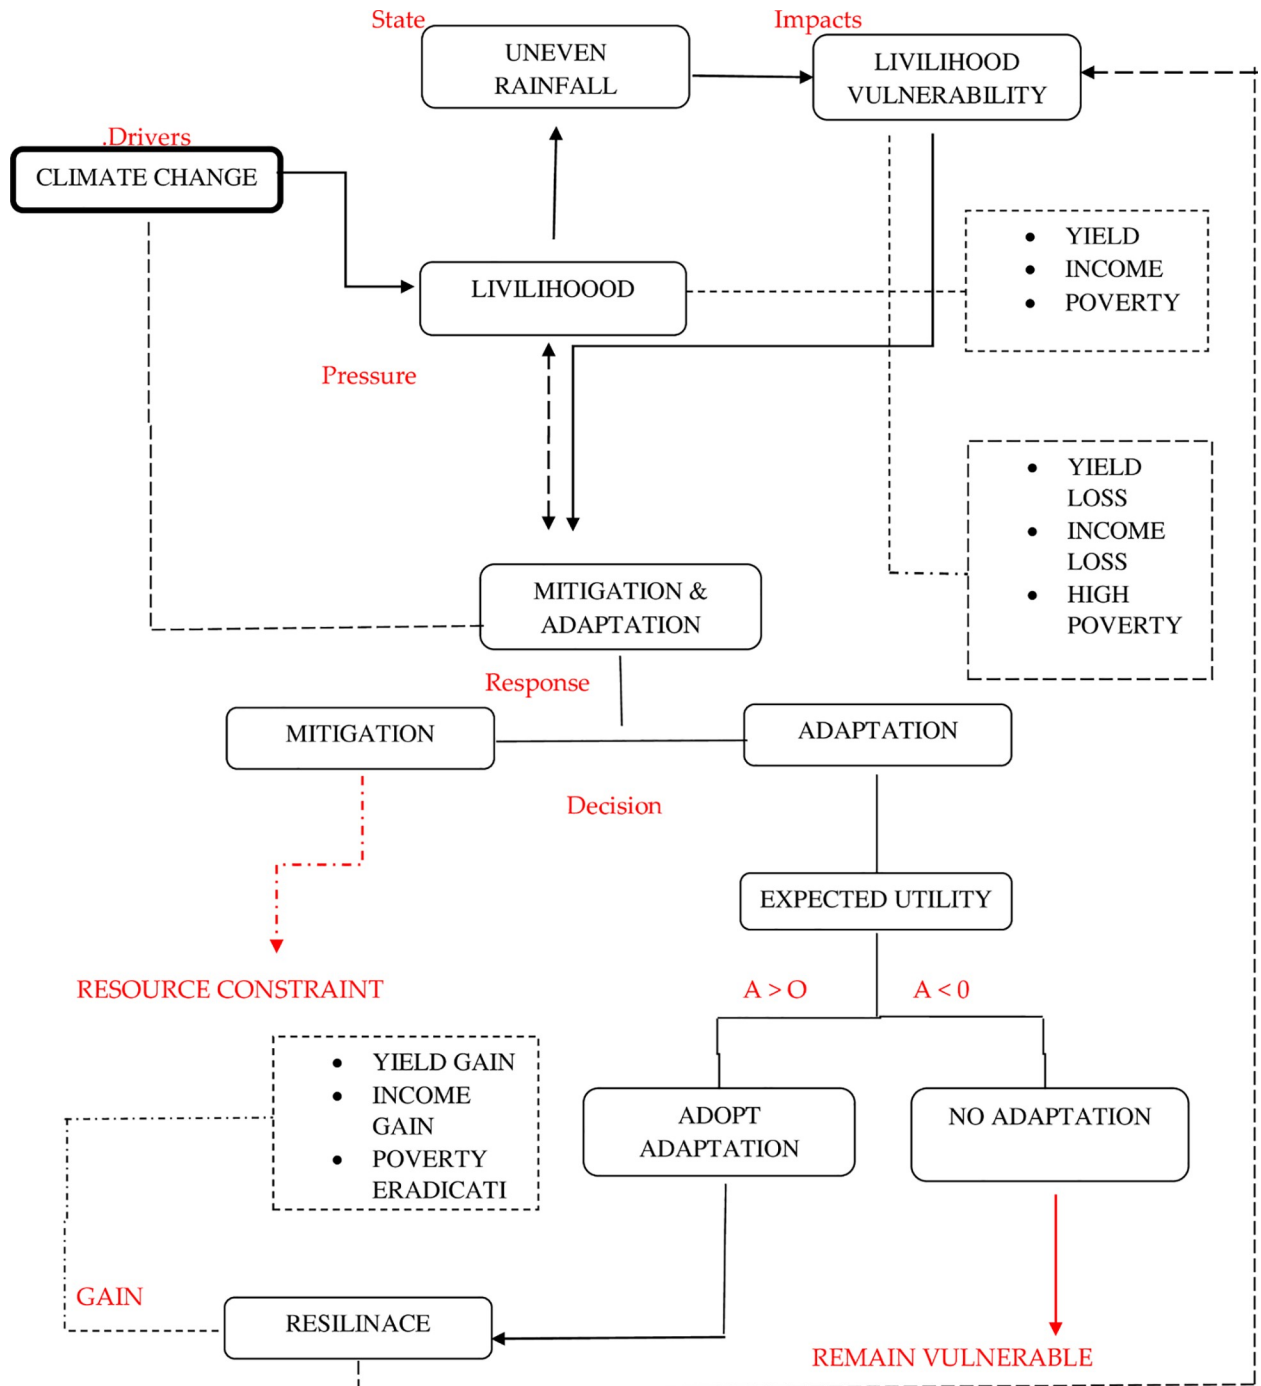 State
Impacts
UNEVEN
RAINFALL
LIVILIHOOD
VULNERABILITY
.Drivers
CLIMATE CHANGE
• YIELD
• INCOME
• POVERTY
LIVILIHOOOD
Pressure
• YIELD
LOSS
• INCOME
LOSS
• HIGH
POVERTY
MITIGATION &
ADAPTATION
Response
MITIGATION
ADAPTATION
Decision
EXPECTED UTILITY
RESOURCE CONSTRAINT
A > O
A < 0
• YIELD GAIN
• INCOME
GAIN
• POVERTY
ERADICATI
ADOPT
ADAPTATION
NO ADAPTATION
GAIN
RESILINACE
REMAIN VULNERABLE